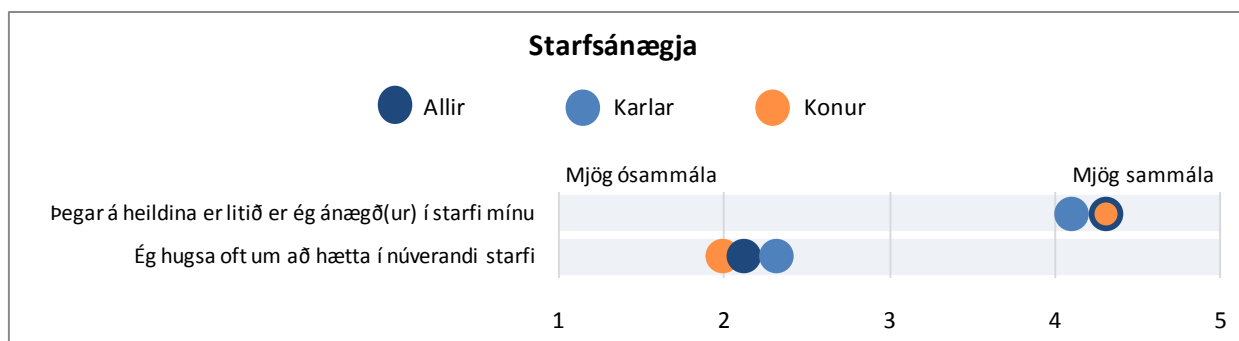 Starfsánægja
Allir Karlar Konur
Mjög ósammála Mjög sammála
Þegar á heildina er litið er ég ánægð(ur) í starfi mínu
Ég hugsa oft um að hætta í núverandi starfi
1 2 3 4 5